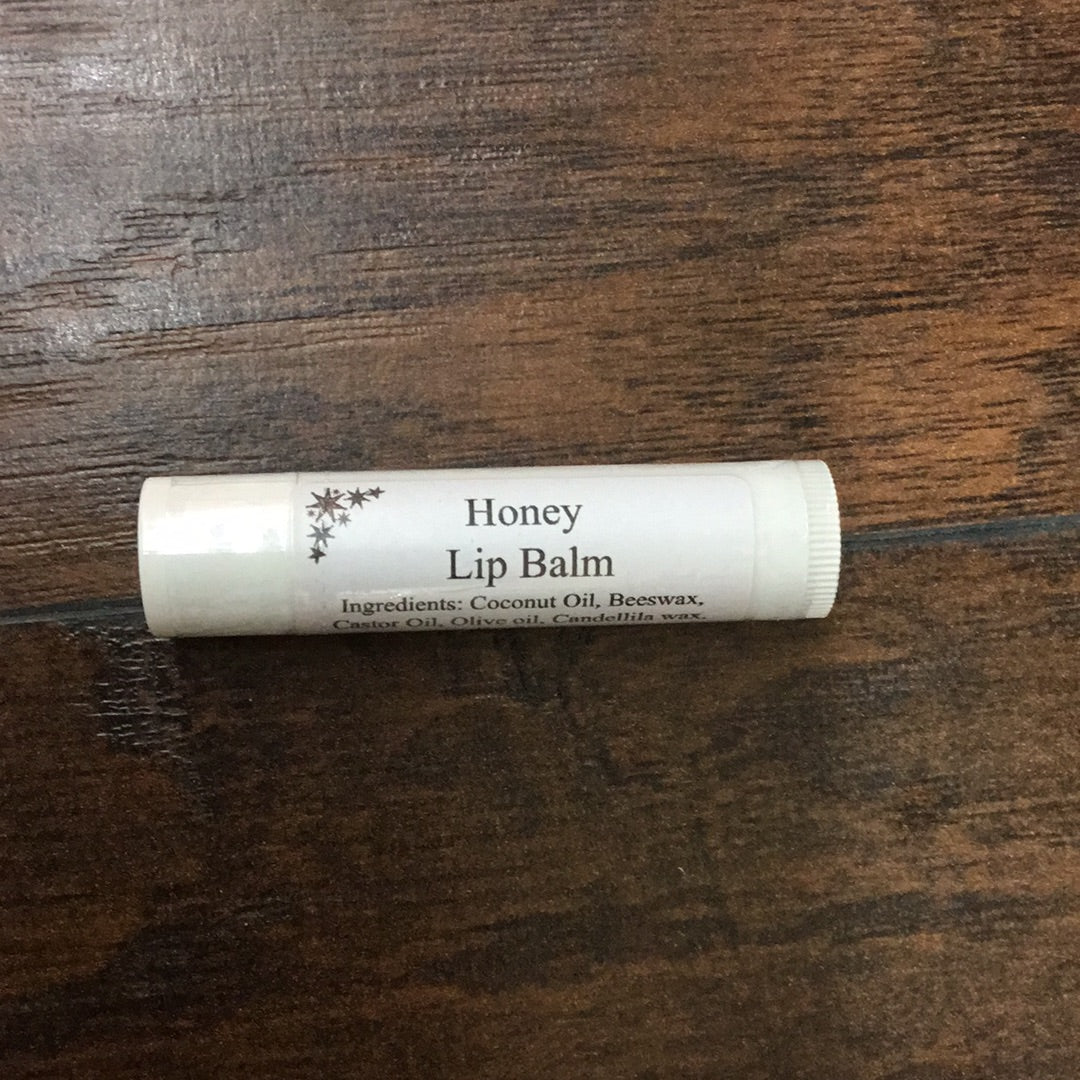 Honey
Lip Balm
Ingredients: Coconut Oil, Beeswax,
Castor Oil, Olive oil, Candellila wax,